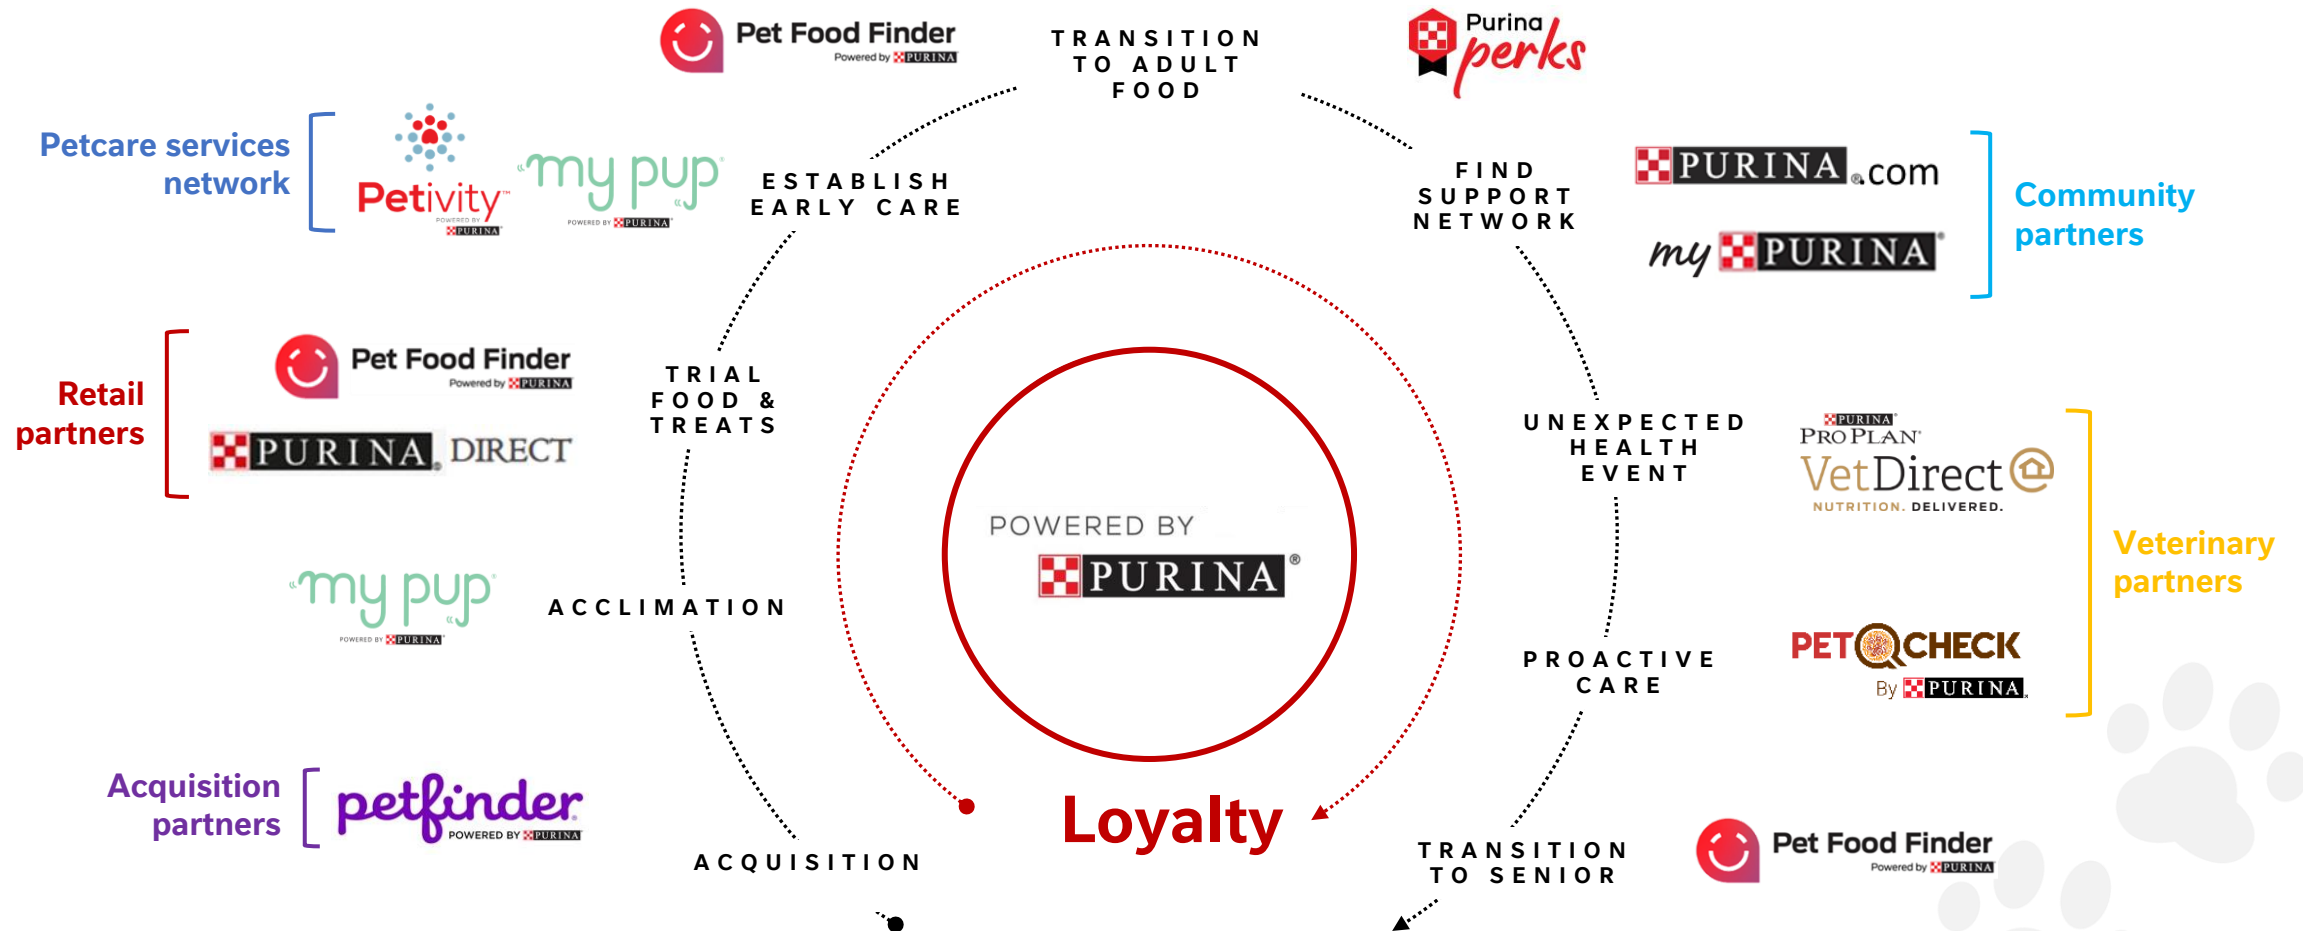 Pet Food Finder
Powered by PURINA
TRANSITION
TO ADULT
FOOD
Purina
perks
Petcare services
network
Petivity™
POWERED BY
PURINA
my pup
POWERED BY PURINA
ESTABLISH
EARLY CARE
FIND
SUPPORT
NETWORK
PURINA®.com
my PURINA®
Community
partners
Retail
partners
Pet Food Finder
Powered by PURINA
PURINA® DIRECT
TRIAL
FOOD &
TREATS
UNEXPECTED
HEALTH
EVENT
PURINA®
PRO PLAN®
VetDirect
NUTRITION. DELIVERED.
Veterinary
partners
POWERED BY
PURINA®
my pup
POWERED BY PURINA
ACCLIMATION
PROACTIVE
CARE
PET CHECK
By PURINA
Acquisition
partners
petfinder
POWERED BY PURINA
ACQUISITION
Loyalty
TRANSITION
TO SENIOR
Pet Food Finder
Powered by PURINA